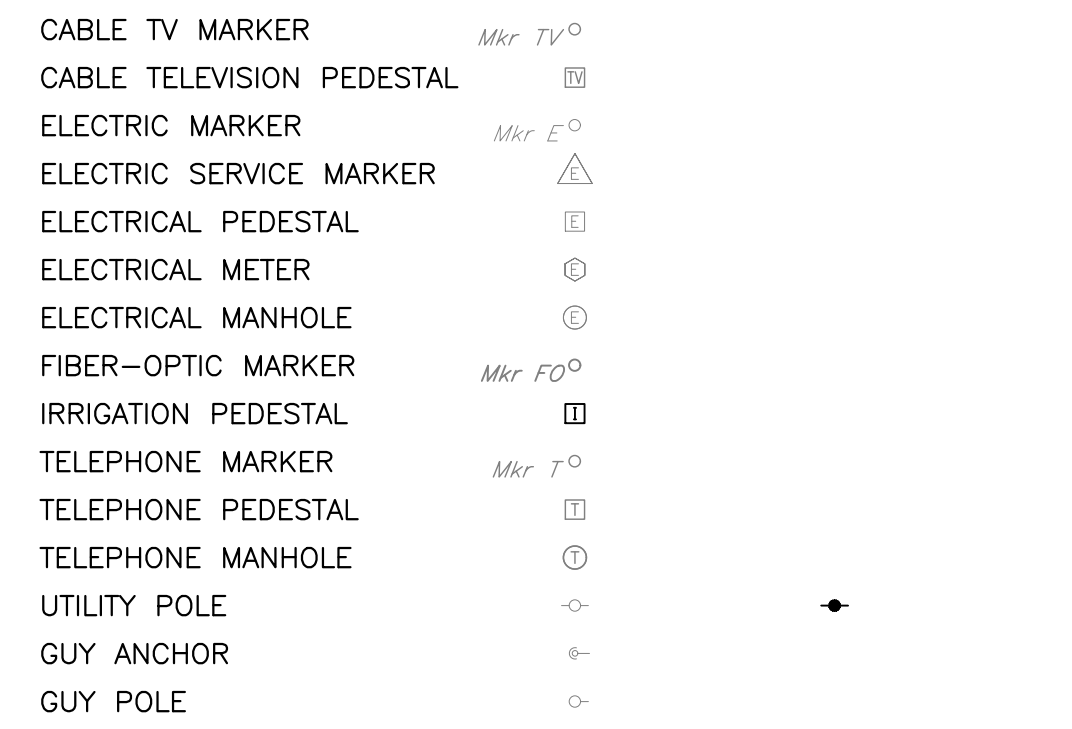 CABLE TV MARKER Mkr TV
CABLE TELEVISION PEDESTAL TV
ELECTRIC MARKER Mkr E
ELECTRIC SERVICE MARKER E
ELECTRICAL PEDESTAL E
ELECTRICAL METER E
ELECTRICAL MANHOLE E
FIBER-OPTIC MARKER Mkr FO
IRRIGATION PEDESTAL I
TELEPHONE MARKER Mkr T
TELEPHONE PEDESTAL T
TELEPHONE MANHOLE T
UTILITY POLE
GUY ANCHOR
GUY POLE